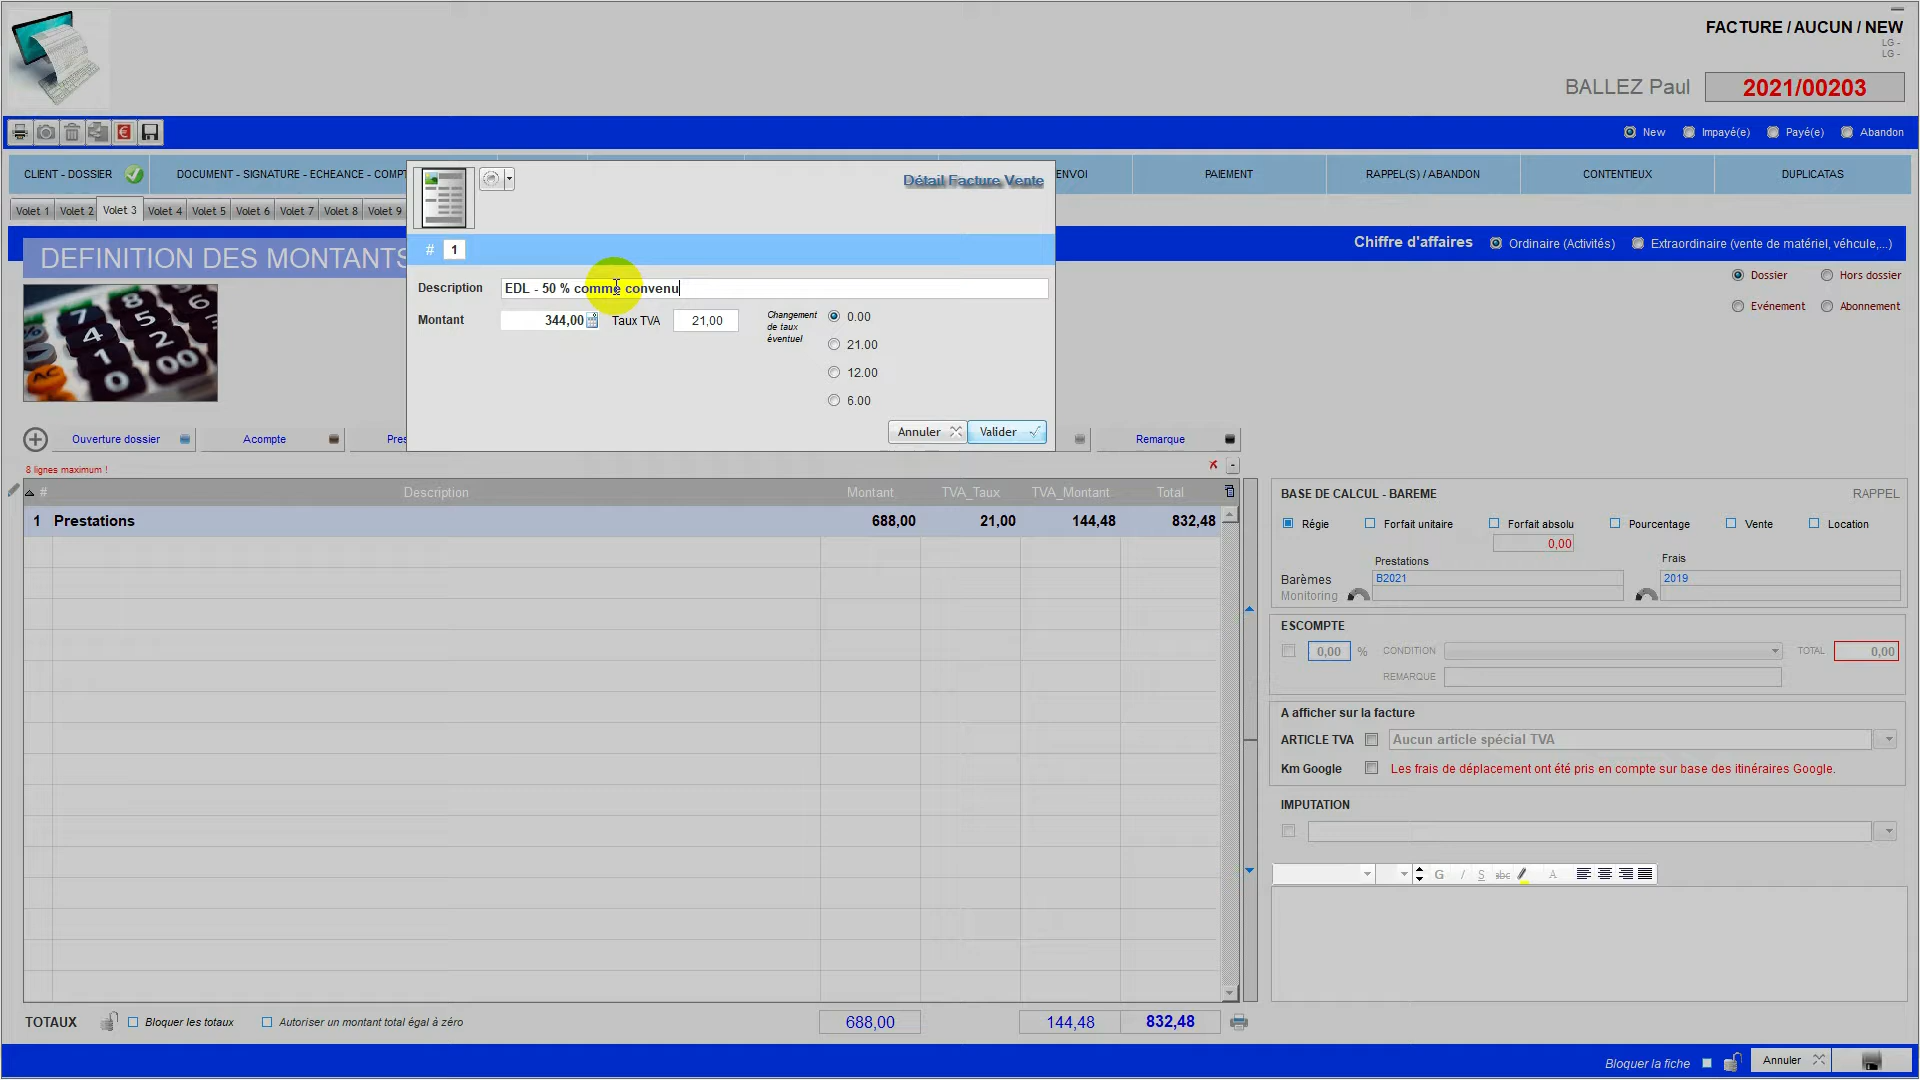 FACTURE / AUCUN / NEW
LG -
LG -
BALLEZ Paul
2021/00203
New
Impayé(e)
Payé(e)
Abandon
CLIENT - DOSSIER
DOCUMENT - SIGNATURE - ECHEANCE - COMPT
ENVOI
PAIEMENT
RAPPEL(S) / ABANDON
CONTENTIEUX
DUPLICATAS
Volet 1
Volet 2
Volet 3
Volet 4
Volet 5
Volet 6
Volet 7
Volet 8
Volet 9
Détail Facture Vente
# 1
DEFINITION DES MONTANTS
Chiffre d'affaires
Ordinaire (Activités)
Extraordinaire (vente de matériel, véhcule,...)
Dossier
Hors dossier
Evénement
Abonnement
Description
EDL - 50 % comme convenu
Montant
344,00
Taux TVA
21,00
Changement
de taux
éventuel
0.00
21.00
12.00
6.00
Annuler
Valider
Ouverture dossier
Acompte
Pres
Remarque
8 lignes maximum !
#
Description
Montant
TVA_Taux
TVA_Montant
Total
1
Prestations
688,00
21,00
144,48
832,48
BASE DE CALCUL - BAREME
RAPPEL
Régie
Forfait unitaire
Forfait absolu
Pourcentage
Vente
Location
0,00
Prestations
Frais
Barèmes
B2021
2019
Monitoring
ESCOMPTE
0,00
%
CONDITION
TOTAL
0,00
REMARQUE
A afficher sur la facture
ARTICLE TVA
Aucun article spécial TVA
Km Google
Les frais de déplacement ont été pris en compte sur base des itinéraires Google.
IMPUTATION
G
/
S
abc
A
TOTAUX
Bloquer les totaux
Autoriser un montant total égal à zéro
688,00
144,48
832,48
Bloquer la fiche
Annuler